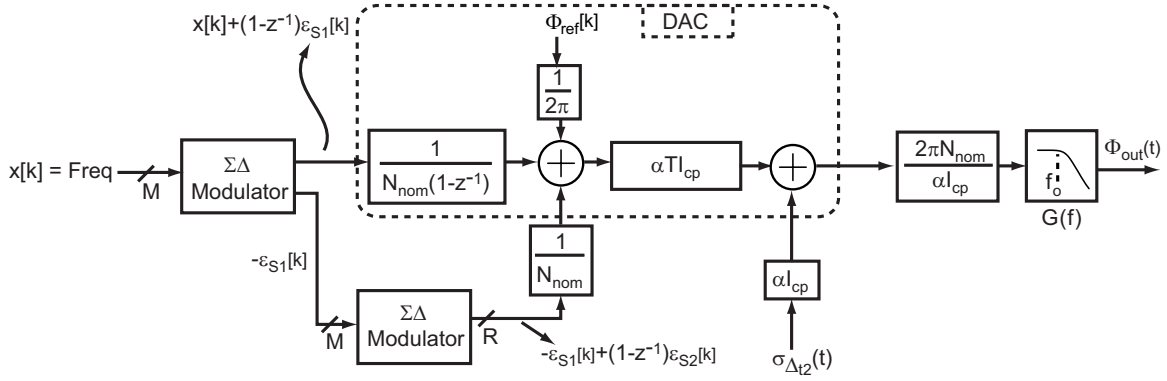 x[k]+(1-z⁻¹)ε_S1[k]
DAC
Φ_ref[k]
1
2π
x[k] = Freq
M
ΣΔ
Modulator
1
N_nom(1-z⁻¹)
+
αTI_cp
+
2πN_nom
αI_cp
f_o
G(f)
Φ_out(t)
-ε_S1[k]
1
N_nom
αI_cp
M
ΣΔ
Modulator
R
-ε_S1[k]+(1-z⁻¹)ε_S2[k]
σ_Δt2(t)